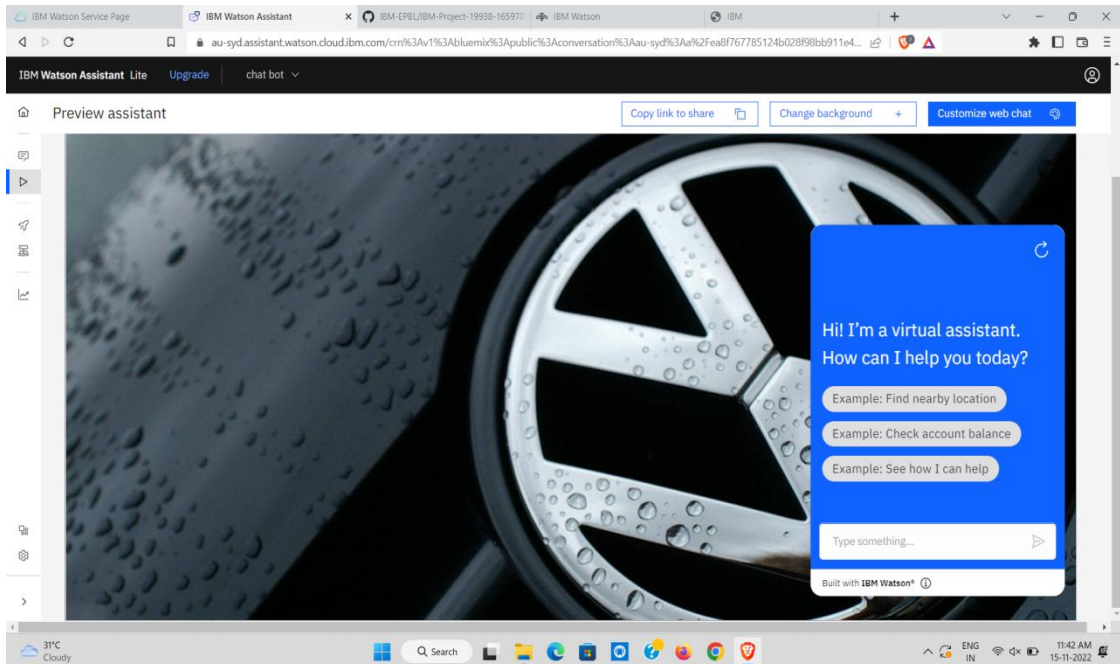 IBM Watson Service Page
IBM Watson Assistant
IBM-EPBL/IBM-Project-19938-165970
IBM Watson
IBM
au-syd.assistant.watson.cloud.ibm.com/crn%3Av1%3Abluemix%3Apublic%3Aconversation%3Aau-syd%3Aa%2Fea8f767785124b028f98bb911e4...
IBM Watson Assistant Lite Upgrade chat bot
Preview assistant
Copy link to share
Change background +
Customize web chat
Hi! I'm a virtual assistant.
How can I help you today?
Example: Find nearby location
Example: Check account balance
Example: See how I can help
Type something...
Built with IBM Watson®
31°C
Cloudy
Search
ENG
IN
11:42 AM
15-11-2022